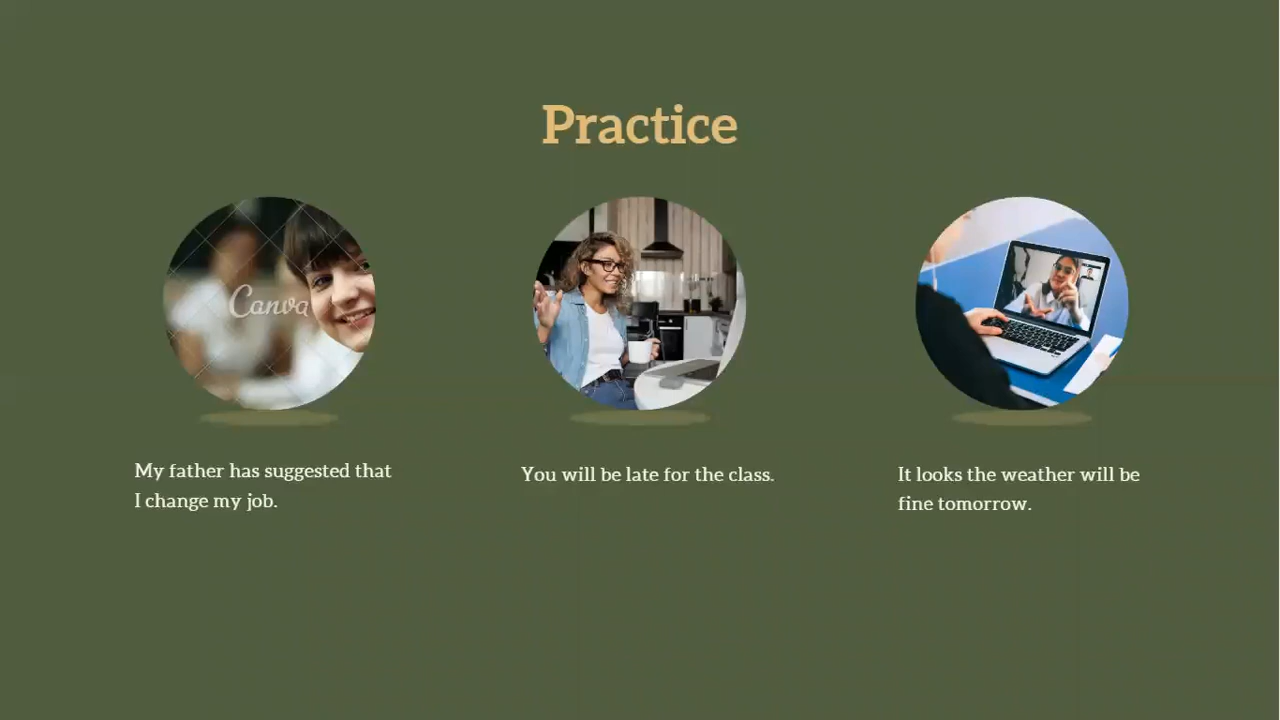 Practice
Canva
My father has suggested that
I change my job.
You will be late for the class.
It looks the weather will be
fine tomorrow.